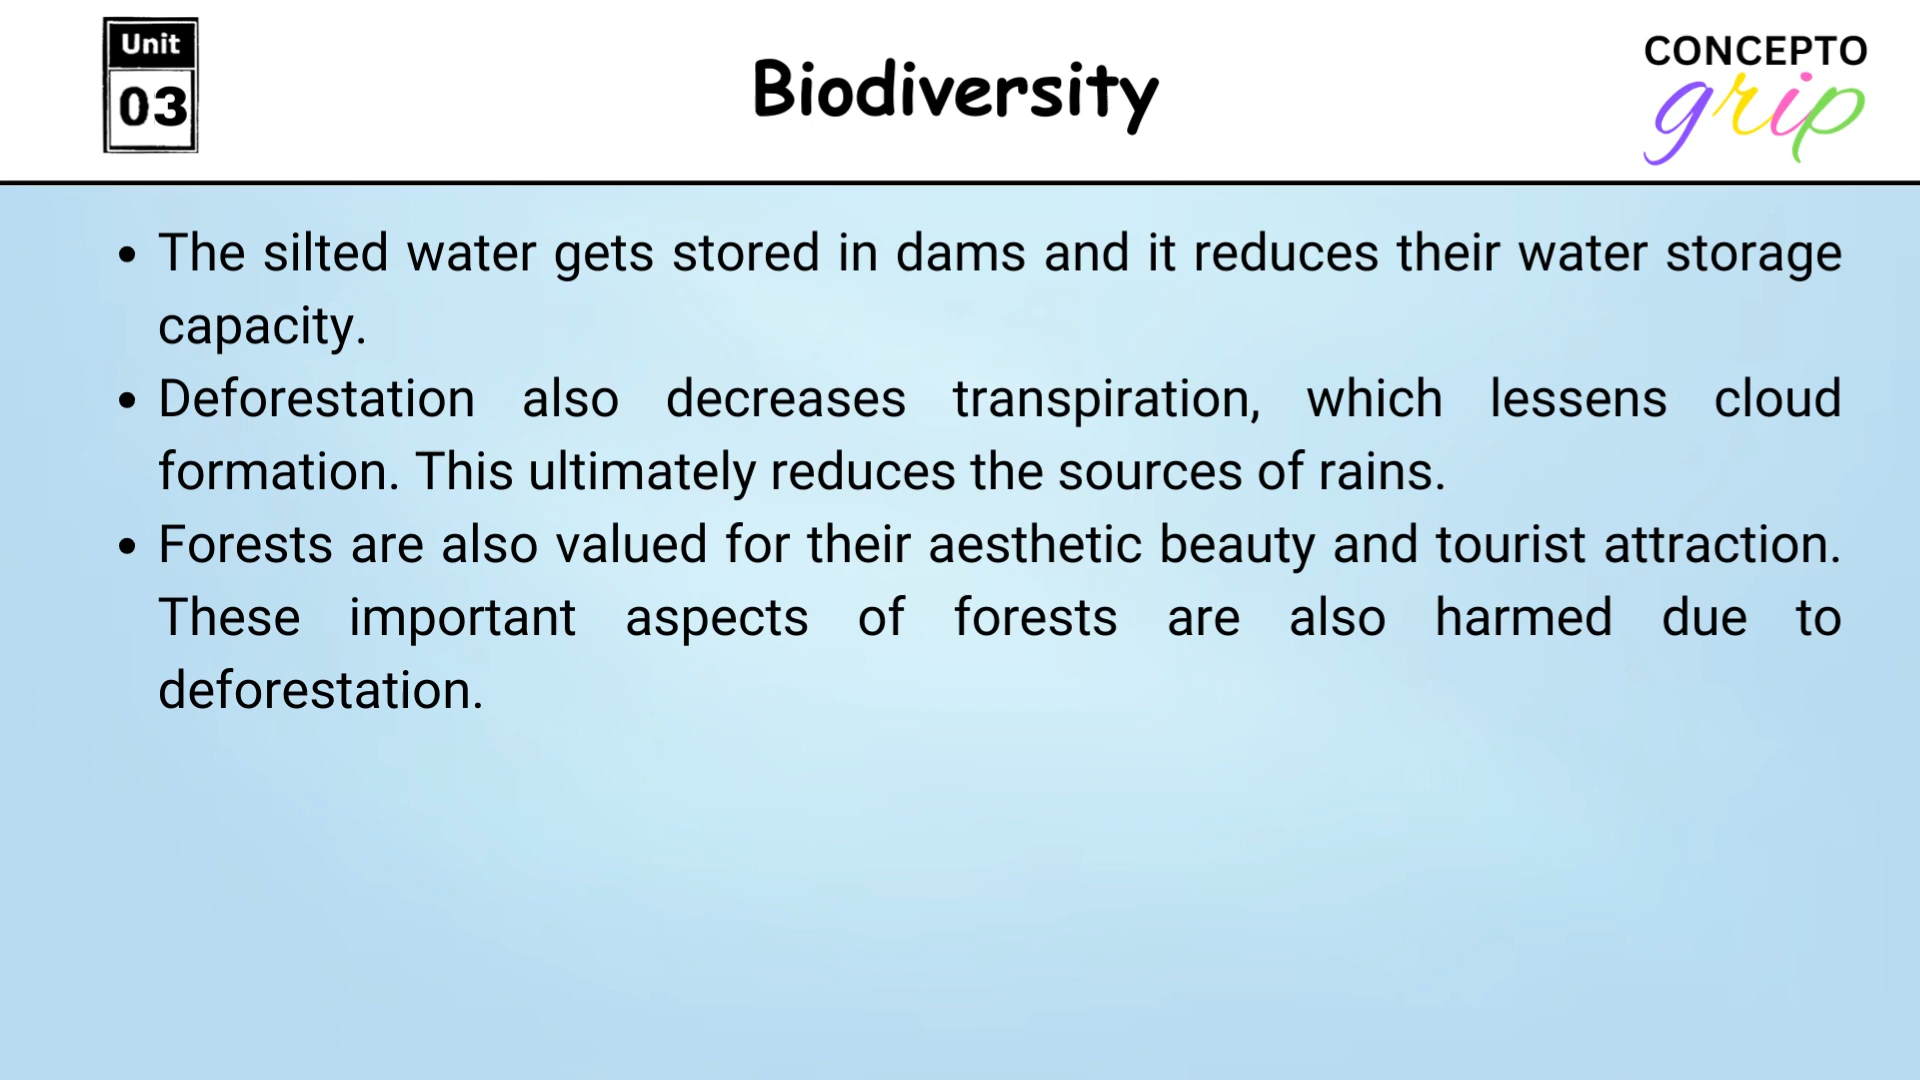 Unit
03
Biodiversity
CONCEPTO
grip
• The silted water gets stored in dams and it reduces their water storage
capacity.
• Deforestation also decreases transpiration, which lessens cloud
formation. This ultimately reduces the sources of rains.
• Forests are also valued for their aesthetic beauty and tourist attraction.
These important aspects of forests are also harmed due to
deforestation.